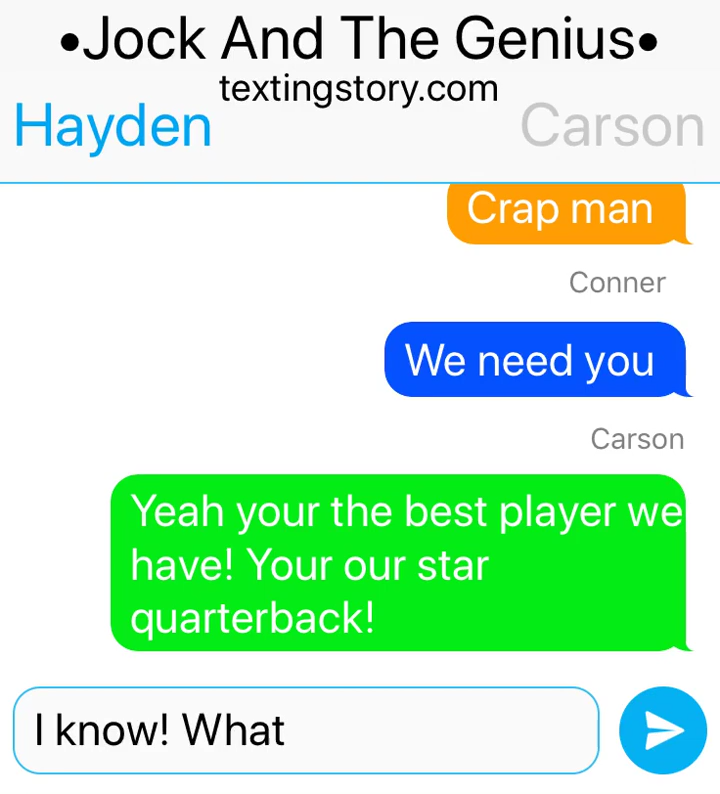 •Jock And The Genius•
textingstory.com
Hayden
Carson
Crap man
Conner
We need you
Carson
Yeah your the best player we
have! Your our star
quarterback!
I know! What